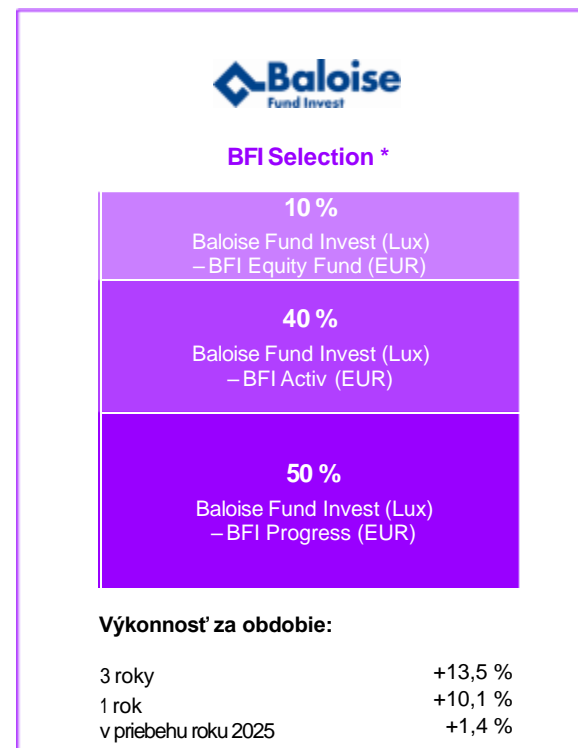 Baloise
Fund Invest
BFI Selection *
10 %
Baloise Fund Invest (Lux)
– BFI Equity Fund (EUR)
40 %
Baloise Fund Invest (Lux)
– BFI Activ (EUR)
50 %
Baloise Fund Invest (Lux)
– BFI Progress (EUR)
Výkonnosť za obdobie:
3 roky +13,5 %
1 rok +10,1 %
v priebehu roku 2025 +1,4 %